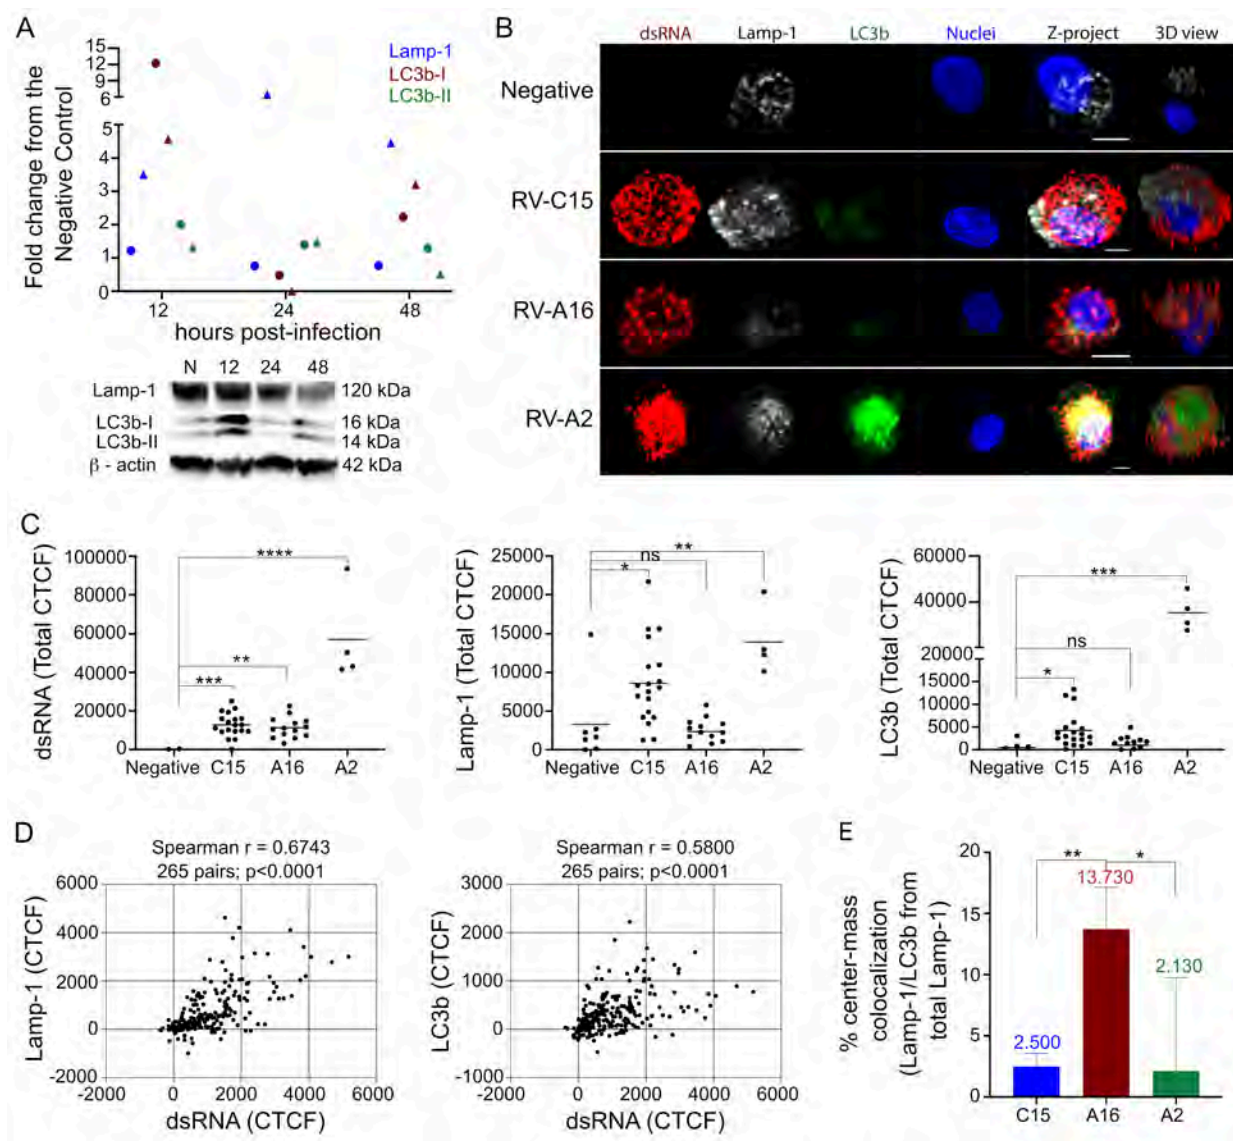 A
15
12
9
6
5
4
3
2
1
0
Fold change from the
Negative Control
Lamp-1
LC3b-I
LC3b-II
12 24 48
hours post-infection
N 12 24 48
Lamp-1 120 kDa
LC3b-I 16 kDa
LC3b-II 14 kDa
β - actin 42 kDa
B
dsRNA Lamp-1 LC3b Nuclei Z-project 3D view
Negative
RV-C15
RV-A16
RV-A2
C
dsRNA (Total CTCF)
100000
80000
60000
40000
20000
0
****
**
***
Negative C15 A16 A2
Lamp-1 (Total CTCF)
25000
20000
15000
10000
5000
0
**
ns
*
Negative C15 A16 A2
LC3b (Total CTCF)
60000
40000
20000
20000
15000
10000
5000
0
***
ns
*
Negative C15 A16 A2
D
Spearman r = 0.6743
265 pairs; p<0.0001
Lamp-1 (CTCF)
6000
4000
2000
0
-2000
-2000 0 2000 4000 6000
dsRNA (CTCF)
Spearman r = 0.5800
265 pairs; p<0.0001
LC3b (CTCF)
3000
2000
1000
0
-1000
-2000 0 2000 4000 6000
dsRNA (CTCF)
E
% center-mass
colocalization
(Lamp-1/LC3b from
total Lamp-1)
20
15
10
5
0
** *
13.730
2.130
2.500
C15 A16 A2